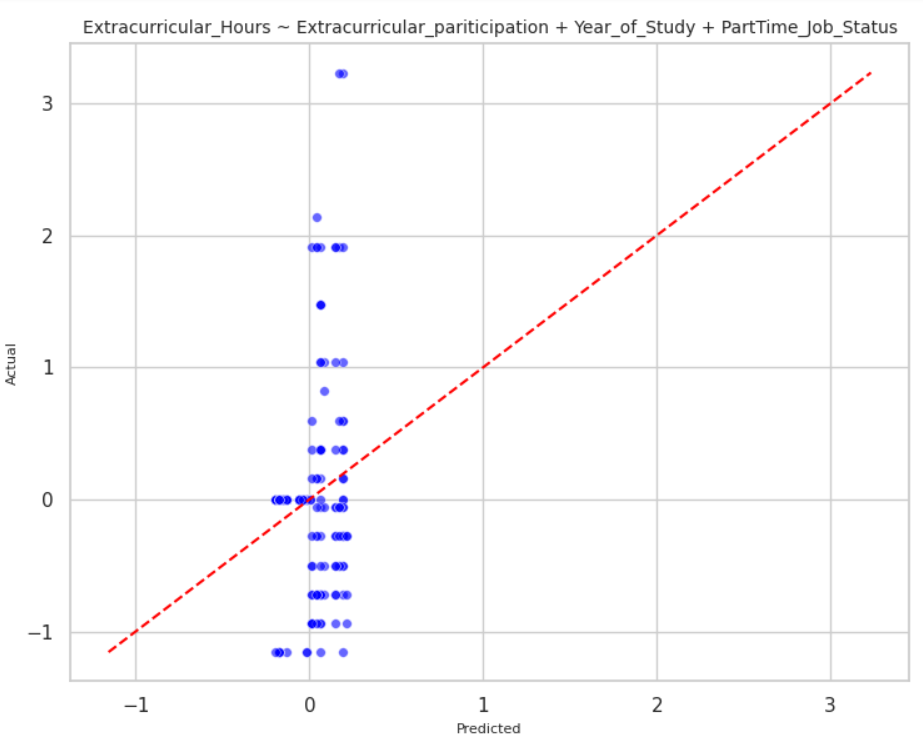 Extracurricular_Hours ~ Extracurricular_pariticipation + Year_of_Study + PartTime_Job_Status
3
2
1
0
−1
Actual
−1 0 1 2 3
Predicted